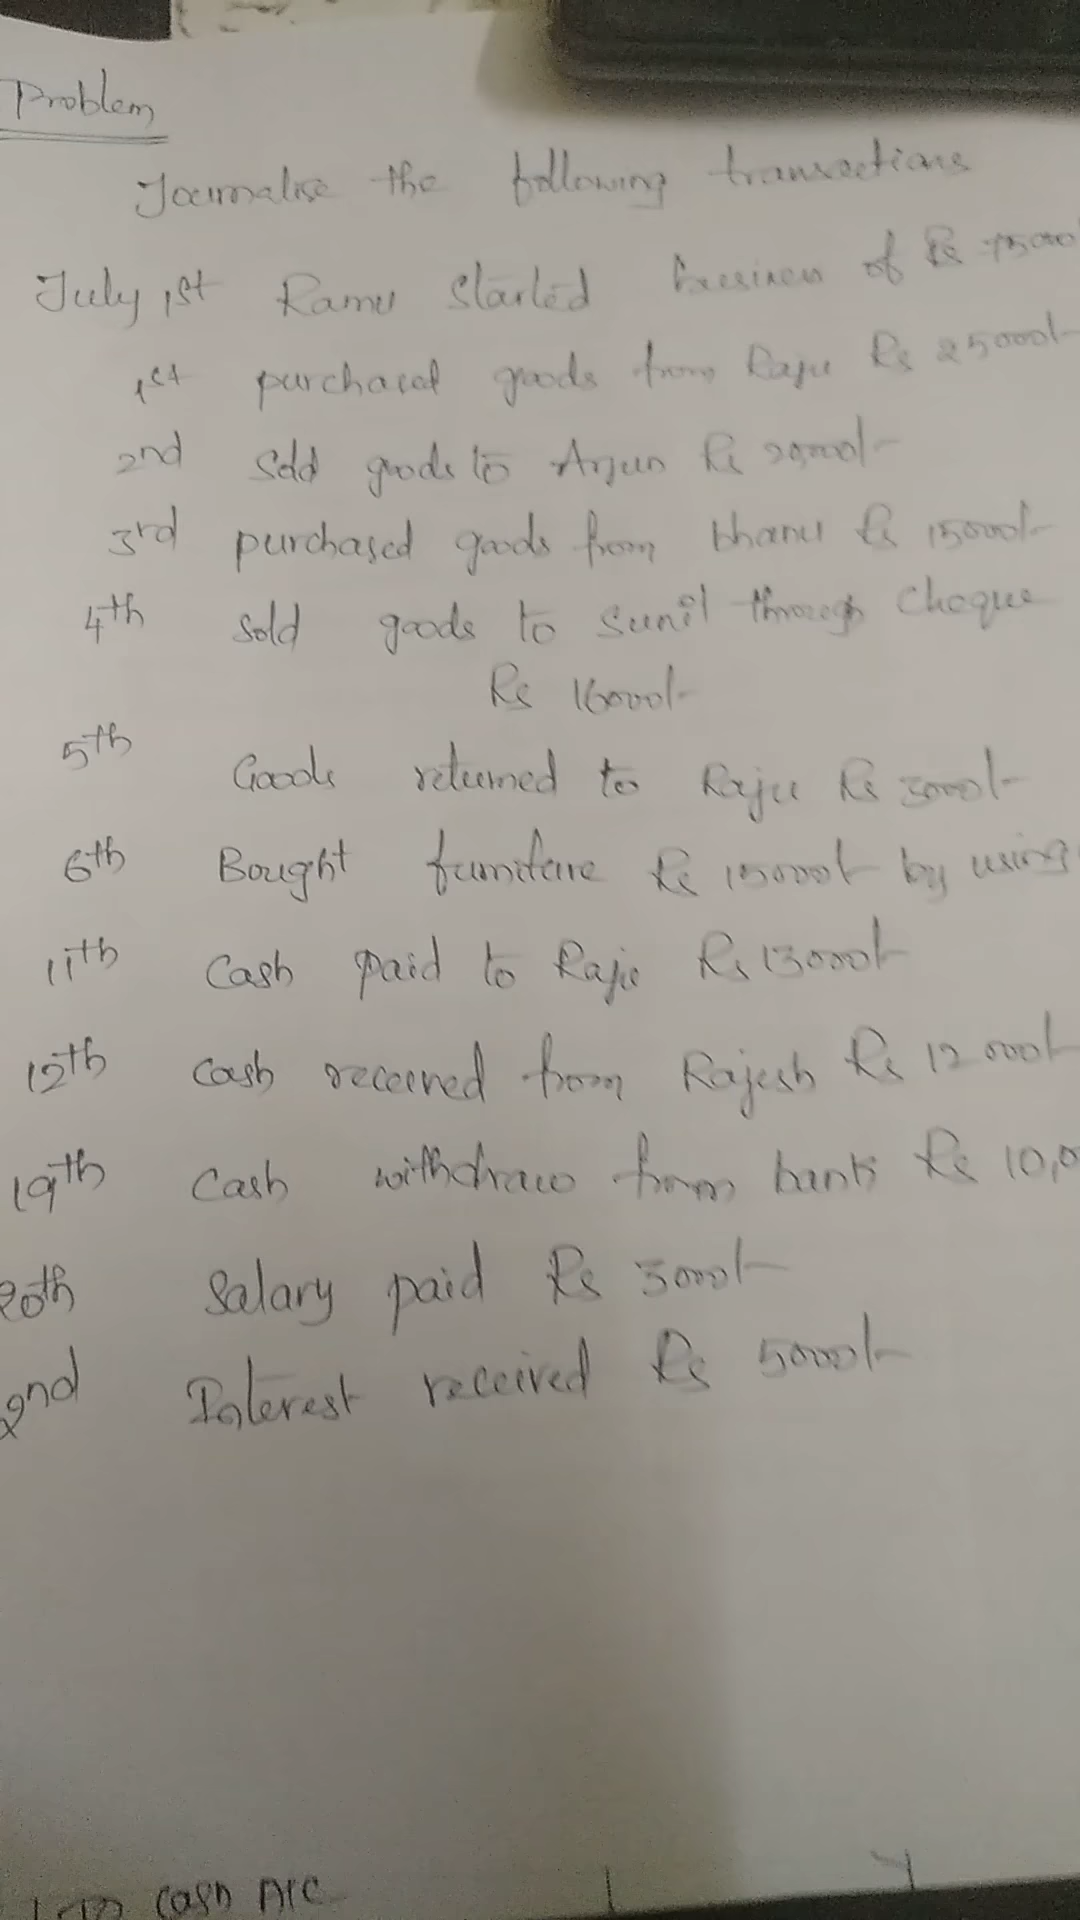 Problem
Journalise the following transactions
July 1st Ramu started business of Rs 75000
1st purchased goods from Raju Rs 25000/-
2nd Sold goods to Arjun Rs 20,000/-
3rd purchased goods from bhanu Rs 15000/-
4th Sold goods to Sunil through Cheque
Rs 16000/-
5th Goods returned to Raju Rs 3000/-
6th Bought furniture Rs 15000/- by using
11th Cash paid to Raju Rs 13000/-
12th Cash received from Rajesh Rs 12000/-
19th Cash withdraw from bank Rs 10,0
20th Salary paid Rs 3000/-
2nd Interest received Rs 5000/-
Cash A/C